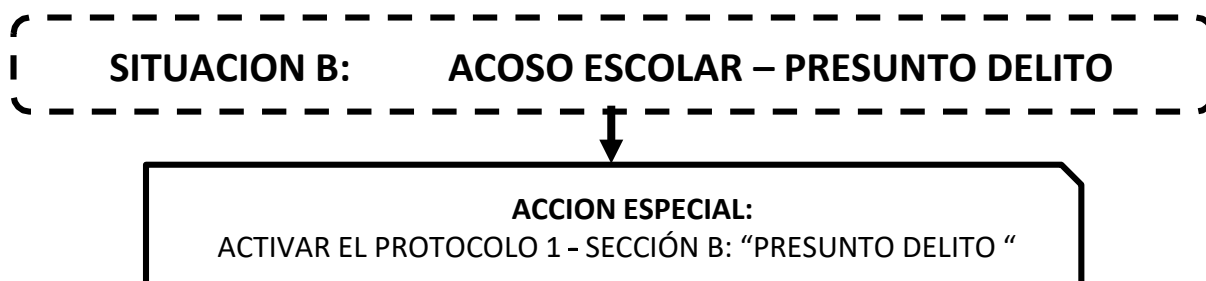 SITUACION B: ACOSO ESCOLAR – PRESUNTO DELITO
ACCION ESPECIAL:
ACTIVAR EL PROTOCOLO 1 - SECCIÓN B: “PRESUNTO DELITO “